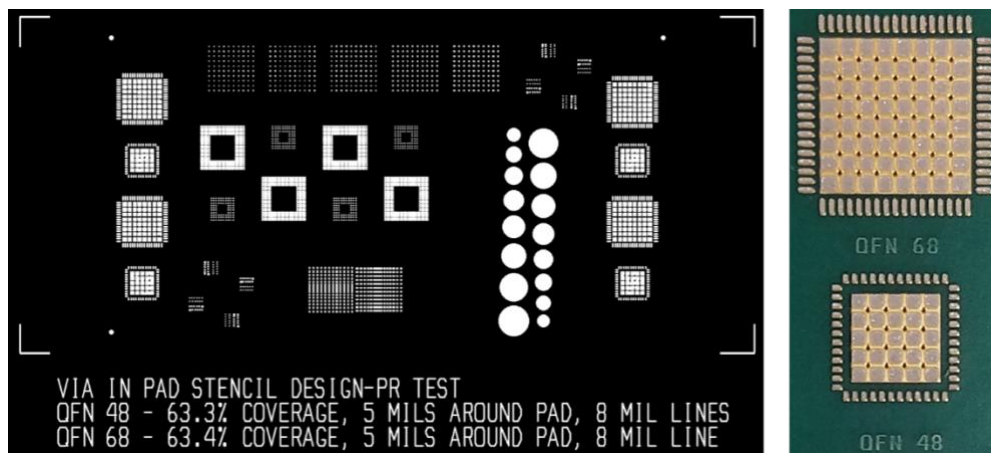 VIA IN PAD STENCIL DESIGN-PR TEST
QFN 48 - 63.3% COVERAGE, 5 MILS AROUND PAD, 8 MIL LINES
QFN 68 - 63.4% COVERAGE, 5 MILS AROUND PAD, 8 MIL LINE
QFN 68
QFN 48